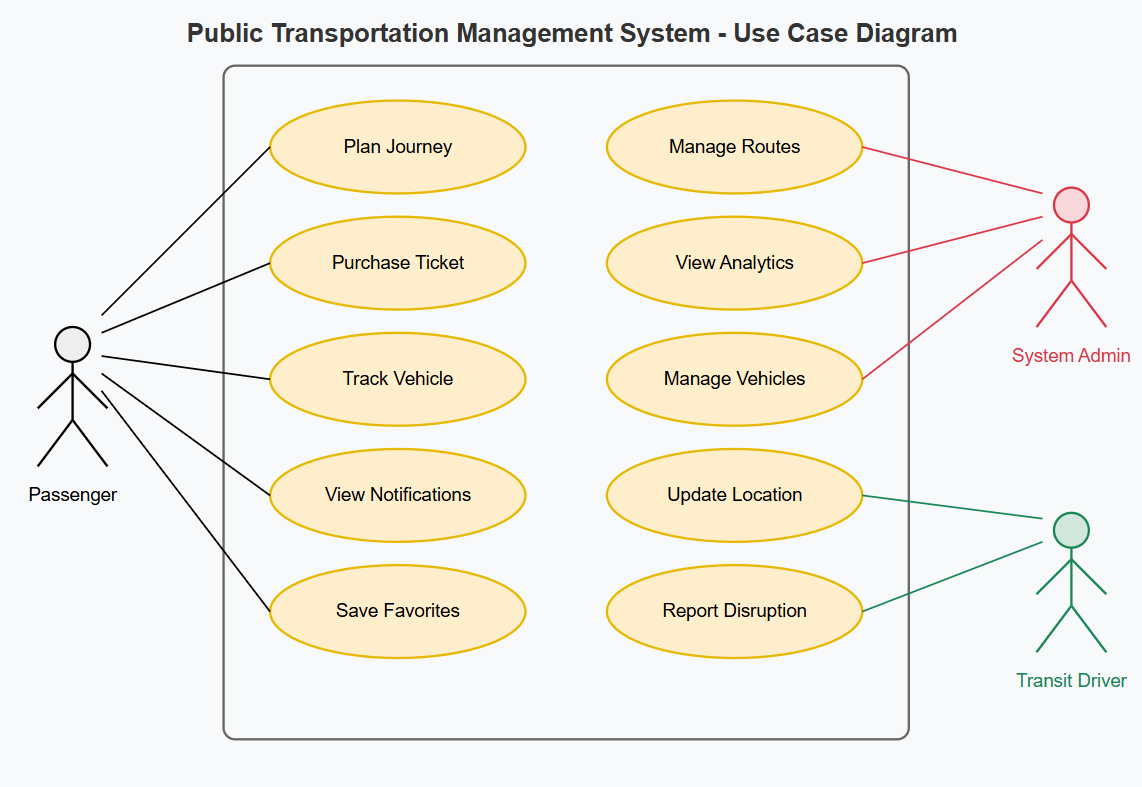 Public Transportation Management System - Use Case Diagram
Plan Journey
Manage Routes
Purchase Ticket
View Analytics
Track Vehicle
Manage Vehicles
View Notifications
Update Location
Save Favorites
Report Disruption
Passenger
System Admin
Transit Driver